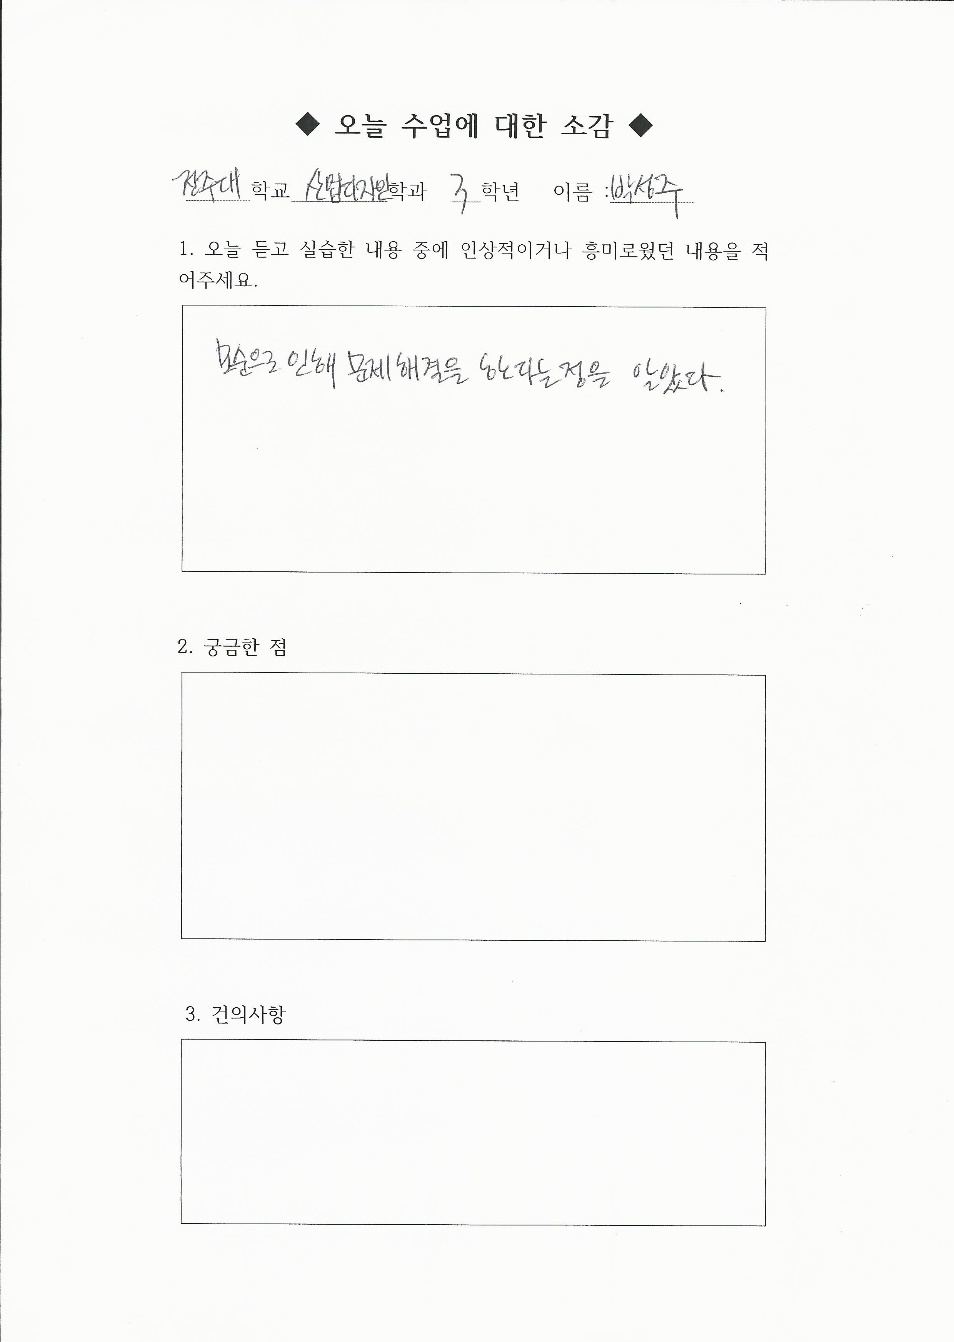 ◆ 오늘 수업에 대한 소감 ◆
전주대 학교 산업디자인학과 3 학년 이름 : 박성주
1. 오늘 듣고 실습한 내용 중에 인상적이거나 흥미로웠던 내용을 적
어주세요.
모순으로 인해 문제해결을 한다는점을 알았다.
2. 궁금한 점
3. 건의사항